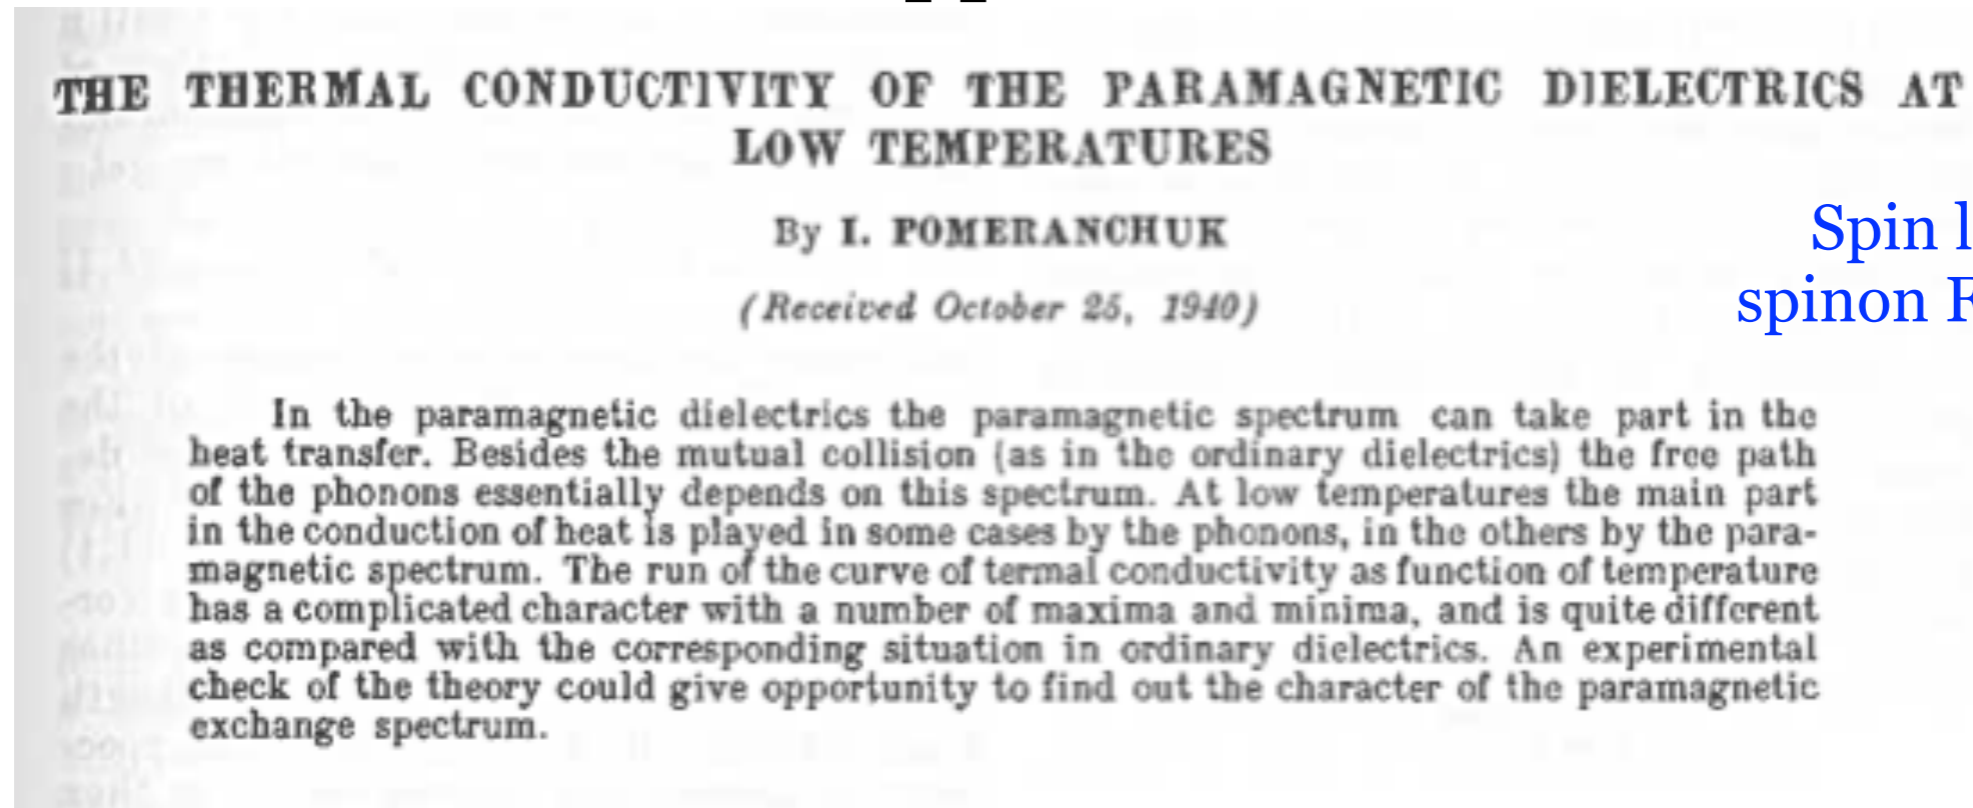 THE THERMAL CONDUCTIVITY OF THE PARAMAGNETIC DIELECTRICS AT
LOW TEMPERATURES
By I. POMERANCHUK
Spin l
spinon F
(Received October 25, 1940)
In the paramagnetic dielectrics the paramagnetic spectrum can take part in the
heat transfer. Besides the mutual collision (as in the ordinary dielectrics) the free path
of the phonons essentially depends on this spectrum. At low temperatures the main part
in the conduction of heat is played in some cases by the phonons, in the others by the para-
magnetic spectrum. The run of the curve of termal conductivity as function of temperature
has a complicated character with a number of maxima and minima, and is quite different
as compared with the corresponding situation in ordinary dielectrics. An experimental
check of the theory could give opportunity to find out the character of the paramagnetic
exchange spectrum.